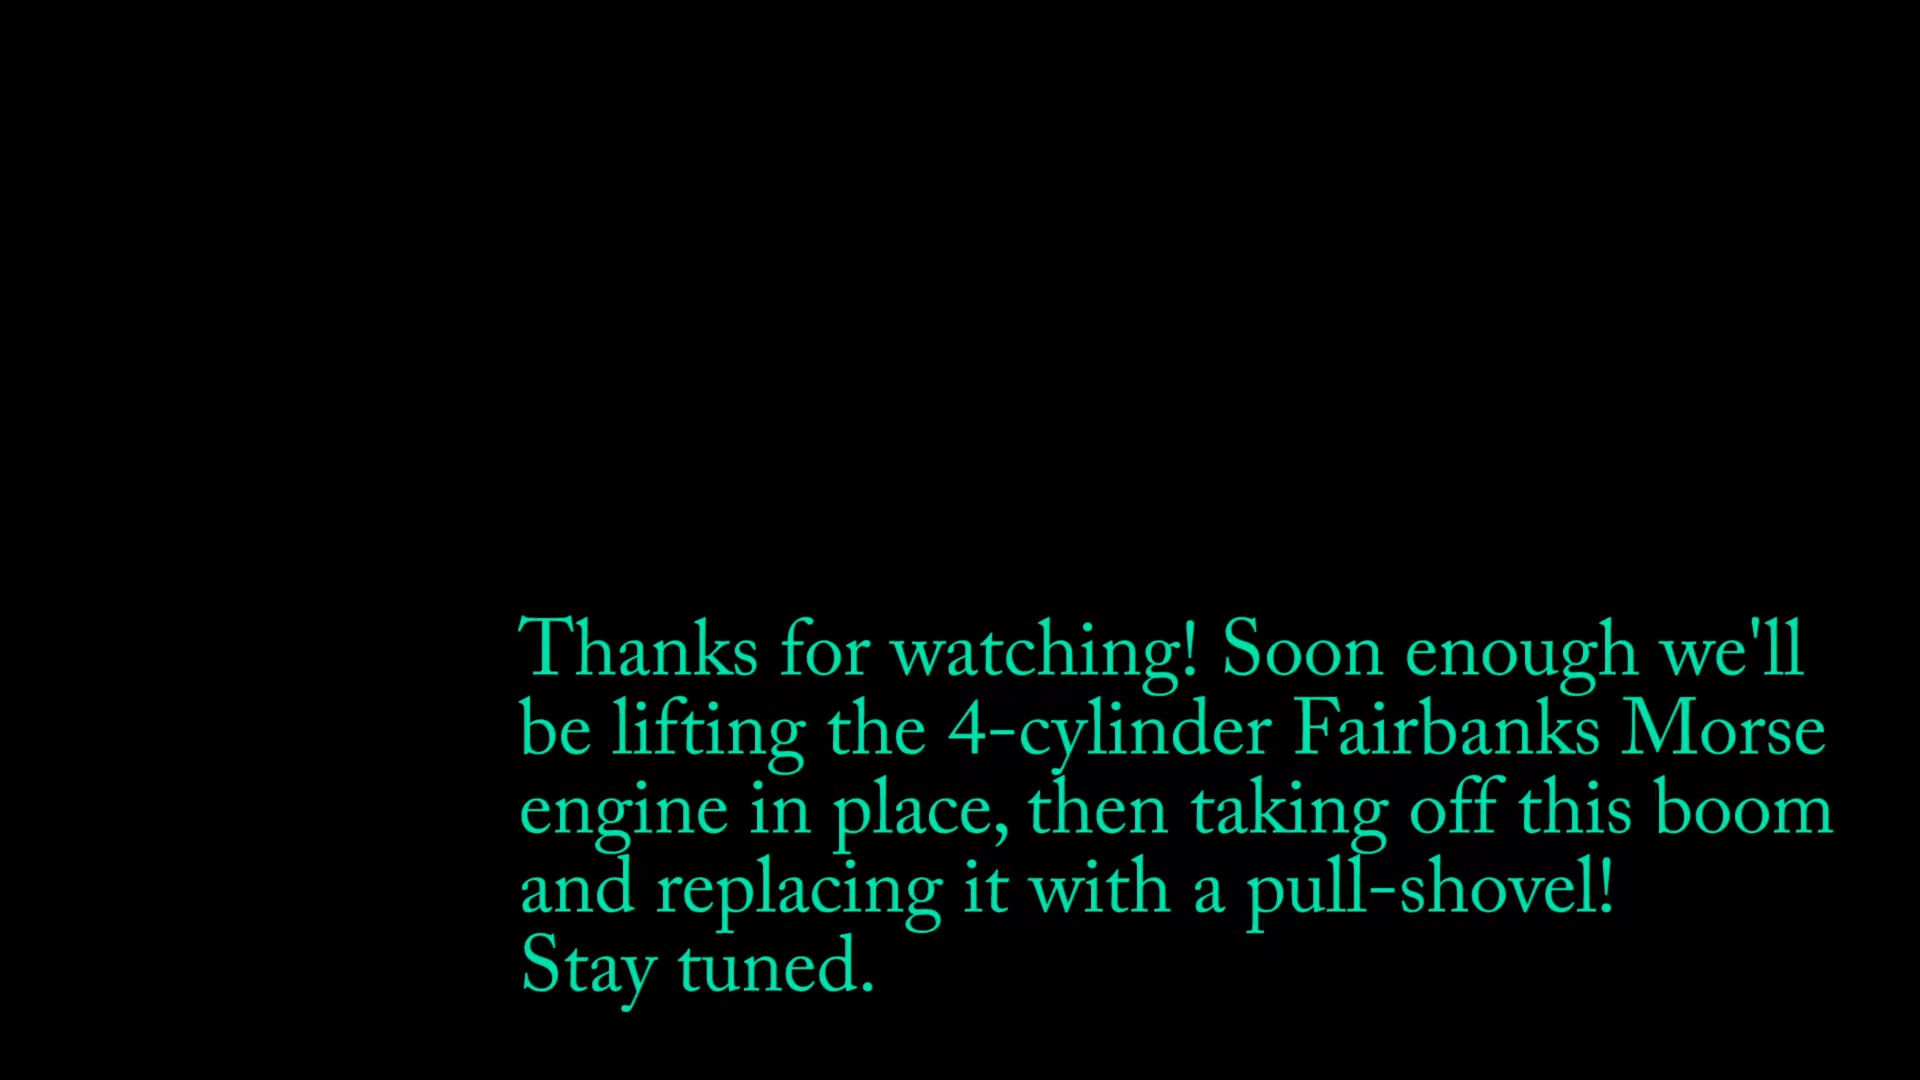 Thanks for watching! Soon enough we'll
be lifting the 4-cylinder Fairbanks Morse
engine in place, then taking off this boom
and replacing it with a pull-shovel!
Stay tuned.